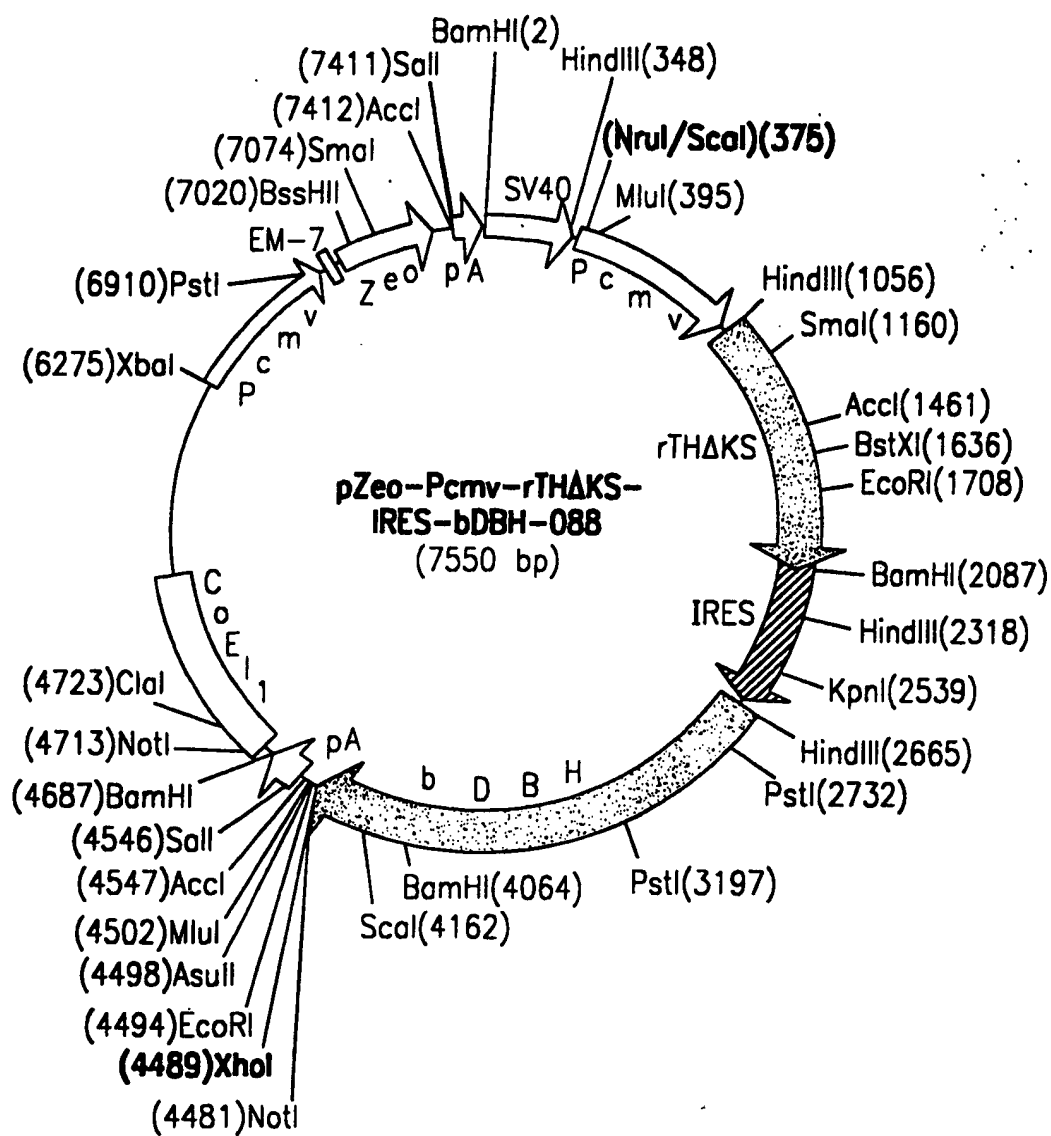 BamHI(2)
(7411)SalI
HindIII(348)
(7412)AccI
(NruI/ScaI)(375)
(7074)SmaI
SV40
MluI(395)
(7020)BssHII
EM-7
(6910)PstI
Zeo
pA
Pcmv
HindIII(1056)
SmaI(1160)
(6275)XbaI
Pcmv
AccI(1461)
rTHΔKS
BstXI(1636)
EcoRI(1708)
pZeo-Pcmv-rTHΔKS-
IRES-bDBH-088
(7550 bp)
BamHI(2087)
ColE1
IRES
HindIII(2318)
(4723)ClaI
KpnI(2539)
(4713)NotI
pA
HindIII(2665)
(4687)BamHI
bDBH
PstI(2732)
(4546)SalI
(4547)AccI
BamHI(4064)
PstI(3197)
(4502)MluI
ScaI(4162)
(4498)AsuII
(4494)EcoRI
(4489)XhoI
(4481)NotI